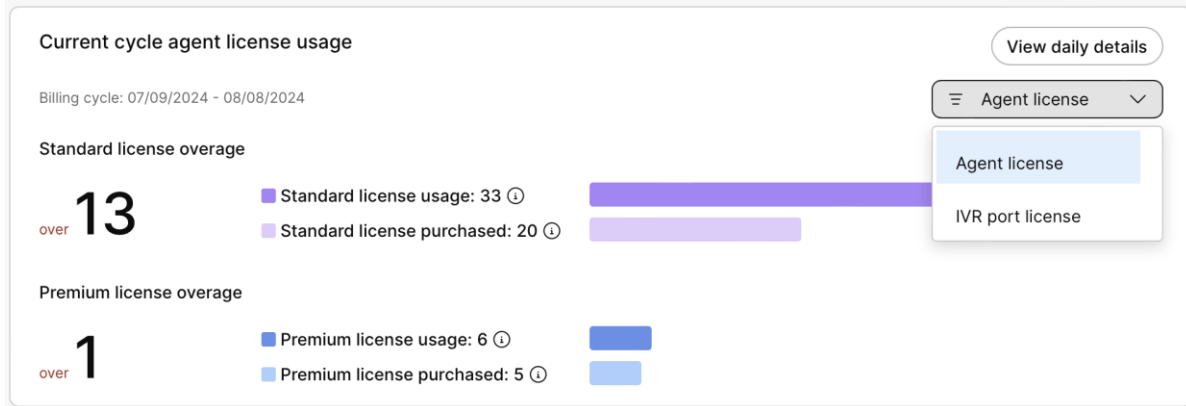 Current cycle agent license usage
View daily details
Billing cycle: 07/09/2024 - 08/08/2024
Agent license
Agent license
IVR port license
Standard license overage
over 13
Standard license usage: 33
Standard license purchased: 20
Premium license overage
over 1
Premium license usage: 6
Premium license purchased: 5